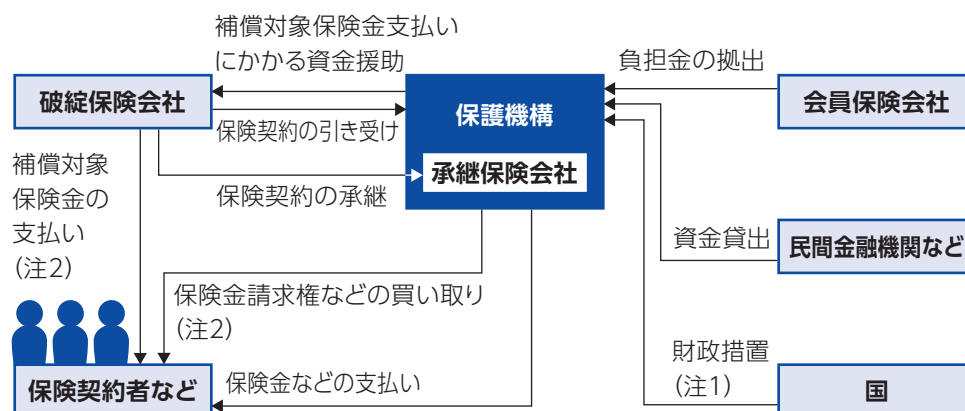 補償対象保険金支払い
にかかる資金援助
負担金の拠出
破綻保険会社
保護機構
会員保険会社
保険契約の引き受け
補償対象
保険金の
支払い
(注2)
承継保険会社
保険契約の承継
資金貸出
民間金融機関など
保険金請求権などの買い取り
(注2)
財政措置
(注1)
保険契約者など
保険金などの支払い
国